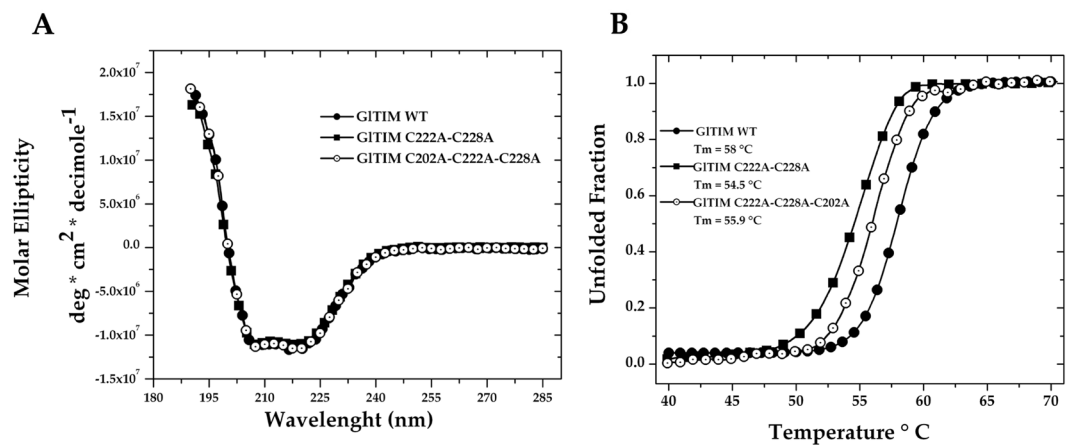 A
B
Molar Ellipticity
deg * cm² * decimole⁻¹
2.0x10⁷
1.5x10⁷
1.0x10⁷
5.0x10⁶
0.0
-5.0x10⁶
-1.0x10⁷
-1.5x10⁷
GlTIM WT
GlTIM C222A-C228A
GlTIM C202A-C222A-C228A
180 195 210 225 240 255 270 285
Wavelenght (nm)
Unfolded Fraction
1.0
0.8
0.6
0.4
0.2
0.0
GlTIM WT
Tm = 58 °C
GlTIM C222A-C228A
Tm = 54.5 °C
GlTIM C222A-C228A-C202A
Tm = 55.9 °C
40 45 50 55 60 65 70
Temperature ° C